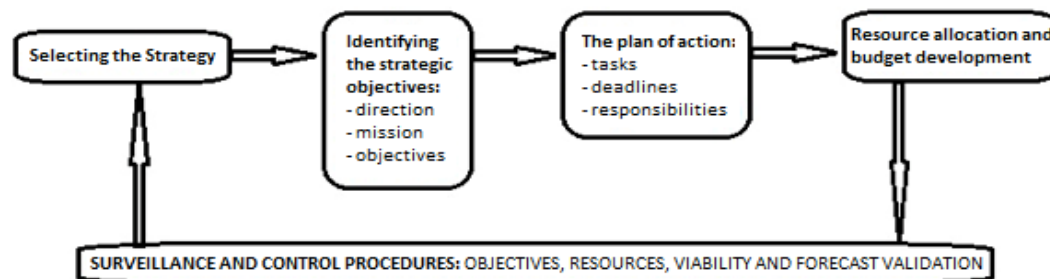 Selecting the Strategy
Identifying
the strategic
objectives:
- direction
- mission
- objectives
The plan of action:
- tasks
- deadlines
- responsibilities
Resource allocation and
budget development
SURVEILLANCE AND CONTROL PROCEDURES: OBJECTIVES, RESOURCES, VIABILITY AND FORECAST VALIDATION